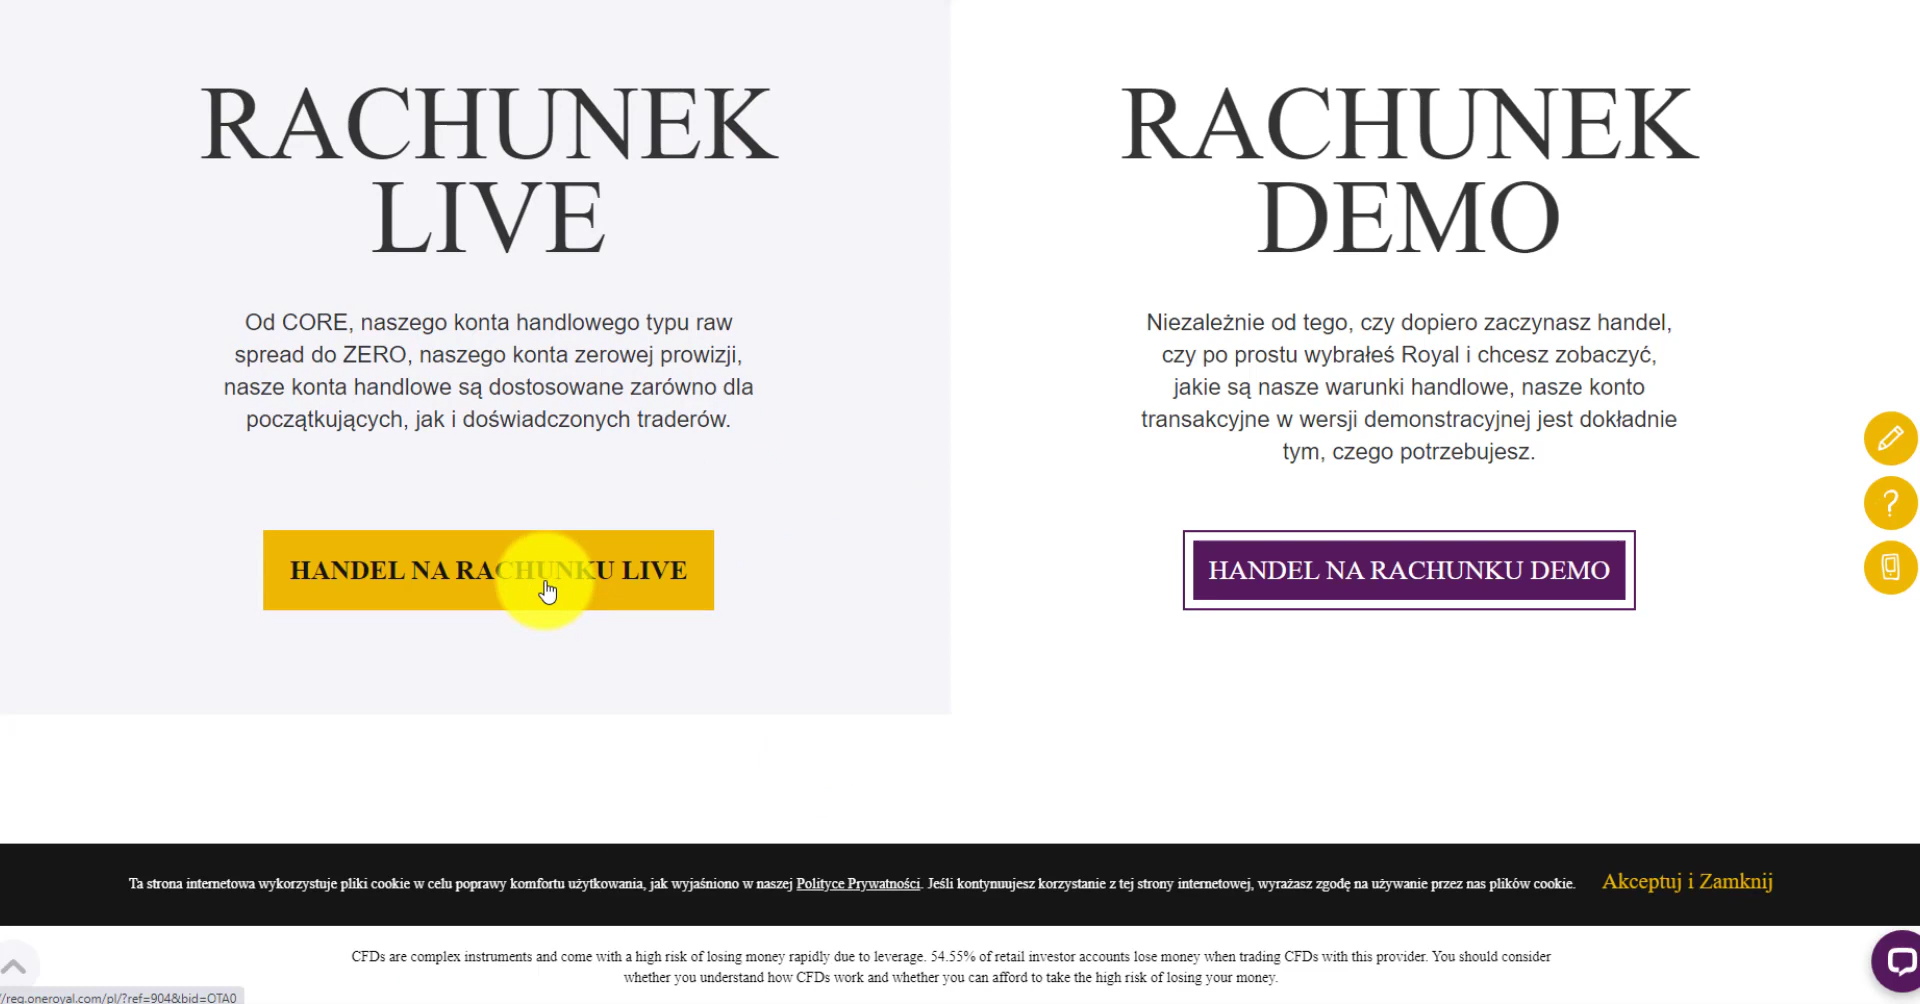 RACHUNEK
LIVE
Od CORE, naszego konta handlowego typu raw
spread do ZERO, naszego konta zerowej prowizji,
nasze konta handlowe są dostosowane zarówno dla
początkujących, jak i doświadczonych traderów.
HANDEL NA RACHUNKU LIVE
RACHUNEK
DEMO
Niezależnie od tego, czy dopiero zaczynasz handel,
czy po prostu wybrałeś Royal i chcesz zobaczyć,
jakie są nasze warunki handlowe, nasze konto
transakcyjne w wersji demonstracyjnej jest dokładnie
tym, czego potrzebujesz.
HANDEL NA RACHUNKU DEMO
Ta strona internetowa wykorzystuje pliki cookie w celu poprawy komfortu użytkowania, jak wyjaśniono w naszej Polityce Prywatności. Jeśli kontynuujesz korzystanie z tej strony internetowej, wyrażasz zgodę na używanie przez nas plików cookie.
Akceptuj i Zamknij
CFDs are complex instruments and come with a high risk of losing money rapidly due to leverage. 54.55% of retail investor accounts lose money when trading CFDs with this provider. You should consider
whether you understand how CFDs work and whether you can afford to take the high risk of losing your money.
/reg.oneroyal.com/pl/?ref=904&bid=OTA0